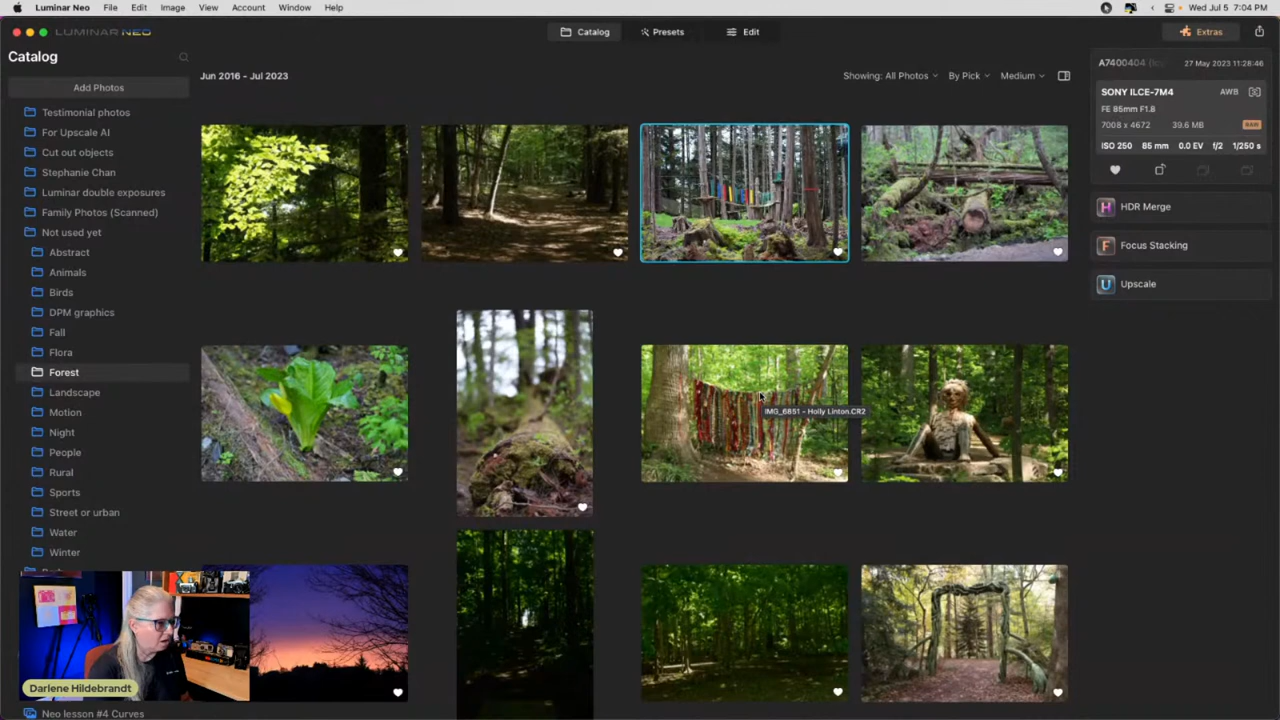 Luminar Neo File Edit Image View Account Window Help
Wed Jul 5 7:04 PM
LUMINAR NEO
Catalog Presets Edit
Extras
Catalog
Add Photos
Testimonial photos
For Upscale AI
Cut out objects
Stephanie Chan
Luminar double exposures
Family Photos (Scanned)
Not used yet
Abstract
Animals
Birds
DPM graphics
Fall
Flora
Forest
Landscape
Motion
Night
People
Rural
Sports
Street or urban
Water
Winter
Neo lesson #4 Curves
Darlene Hildebrandt
Jun 2016 - Jul 2023
Showing: All Photos By Pick Medium
IMG_6851 - Holly Linton.CR2
A7400404
27 May 2023 11:28:46
SONY ILCE-7M4 AWB
FE 85mm F1.8
7008 x 4672 39.6 MB RAW
ISO 250 85 mm 0.0 EV f/2 1/250 s
H HDR Merge
F Focus Stacking
U Upscale